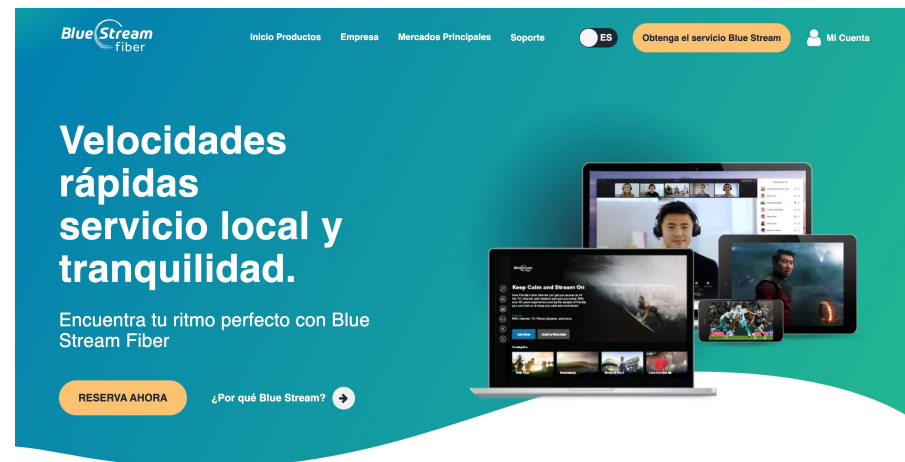 Blue Stream
fiber
Inicio Productos Empresa Mercados Principales Soporte ES Obtenga el servicio Blue Stream Mi Cuenta
Velocidades
rápidas
servicio local y
tranquilidad.
Encuentra tu ritmo perfecto con Blue
Stream Fiber
RESERVA AHORA ¿Por qué Blue Stream?
Keep Calm and Stream On